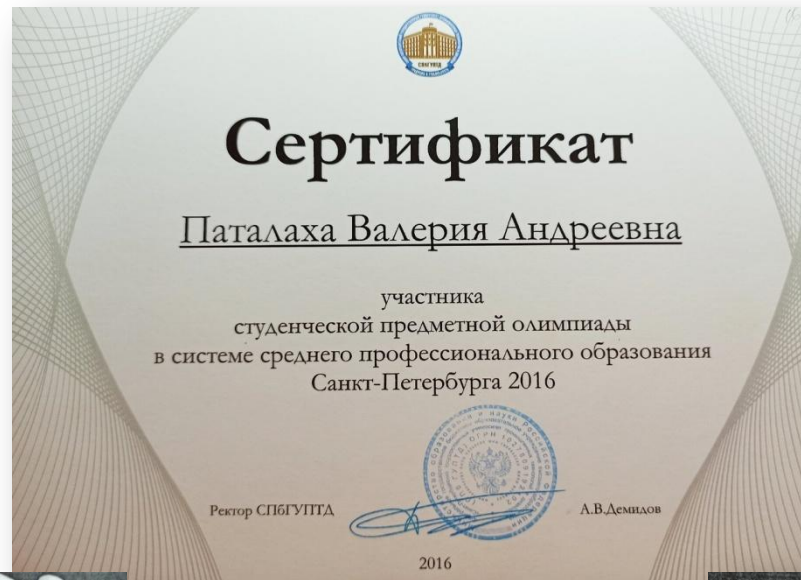 СПбГУПТД
Сертификат
Паталаха Валерия Андреевна
участника
студенческой предметной олимпиады
в системе среднего профессионального образования
Санкт-Петербурга 2016
Ректор СПбГУПТД
А.В.Демидов
2016